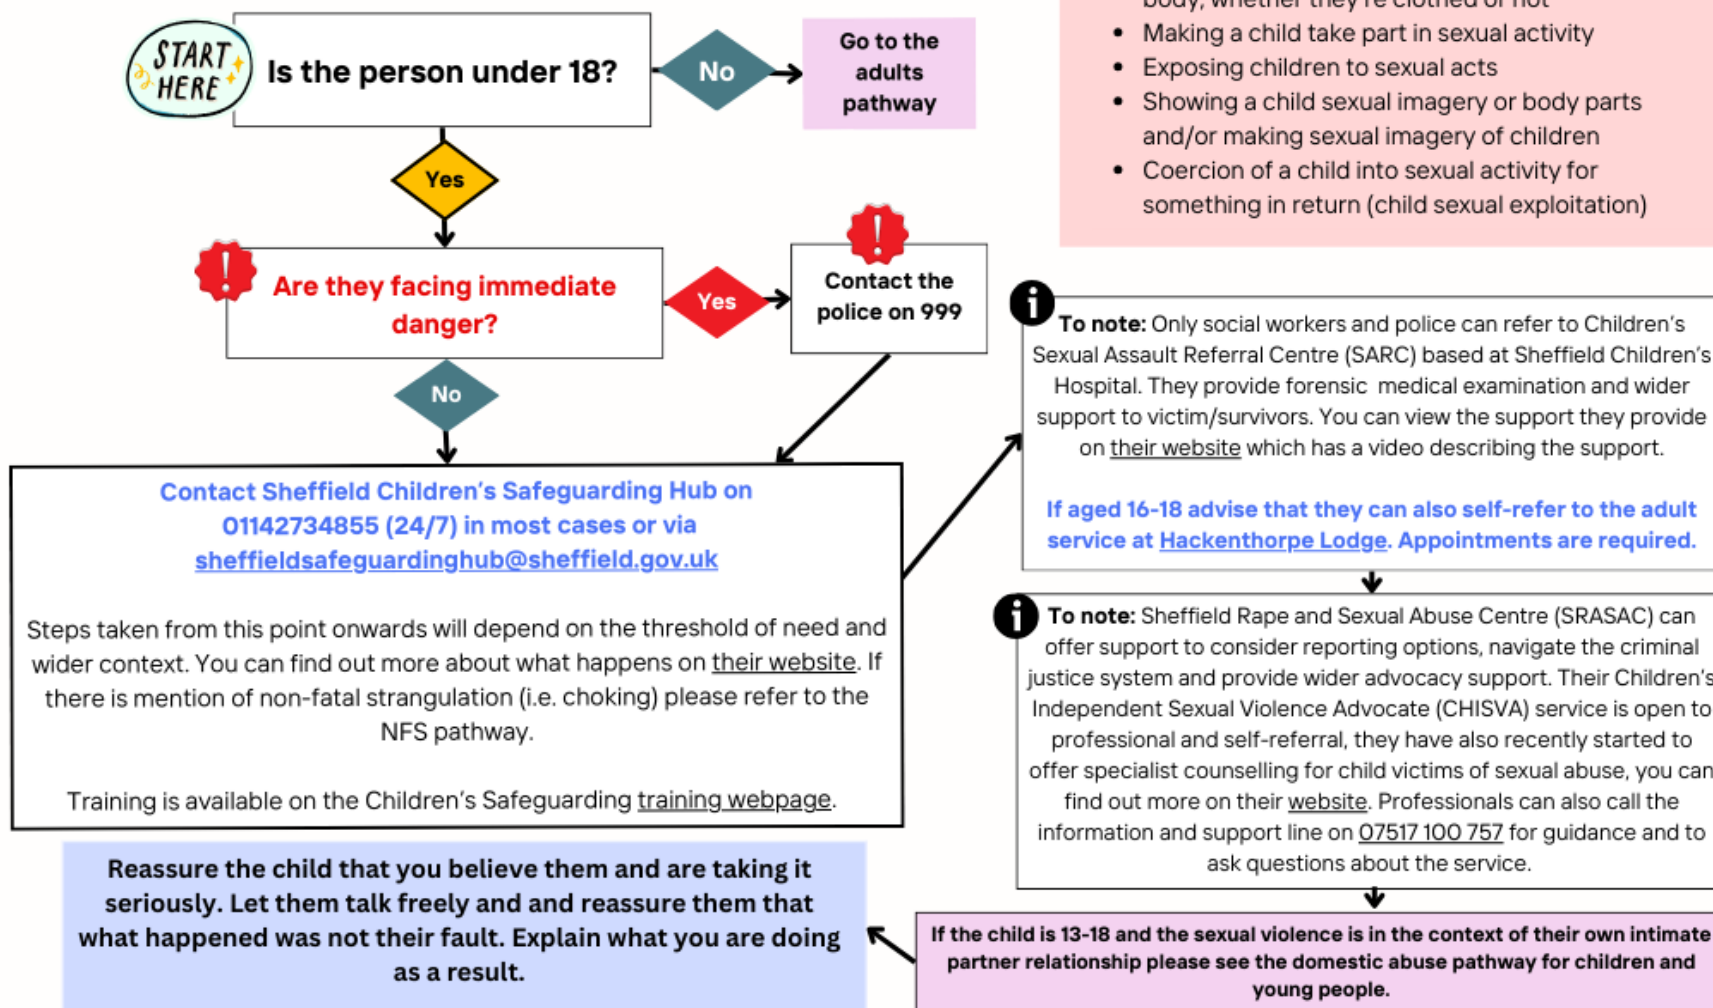 START
HERE
Is the person under 18?
No
Go to the
adults
pathway
Yes
Are they facing immediate
danger?
Yes
Contact the
police on 999
No
Contact Sheffield Children's Safeguarding Hub on
01142734855 (24/7) in most cases or via
sheffieldsafeguardinghub@sheffield.gov.uk
Steps taken from this point onwards will depend on the threshold of need and
wider context. You can find out more about what happens on their website. If
there is mention of non-fatal strangulation (i.e. choking) please refer to the
NFS pathway.
Training is available on the Children's Safeguarding training webpage.
body, whether they're clothed or not
• Making a child take part in sexual activity
• Exposing children to sexual acts
• Showing a child sexual imagery or body parts
and/or making sexual imagery of children
• Coercion of a child into sexual activity for
something in return (child sexual exploitation)
To note: Only social workers and police can refer to Children's
Sexual Assault Referral Centre (SARC) based at Sheffield Children's
Hospital. They provide forensic medical examination and wider
support to victim/survivors. You can view the support they provide
on their website which has a video describing the support.
If aged 16-18 advise that they can also self-refer to the adult
service at Hackenthorpe Lodge. Appointments are required.
To note: Sheffield Rape and Sexual Abuse Centre (SRASAC) can
offer support to consider reporting options, navigate the criminal
justice system and provide wider advocacy support. Their Children's
Independent Sexual Violence Advocate (CHISVA) service is open to
professional and self-referral, they have also recently started to
offer specialist counselling for child victims of sexual abuse, you can
find out more on their website. Professionals can also call the
information and support line on 07517 100 757 for guidance and to
ask questions about the service.
If the child is 13-18 and the sexual violence is in the context of their own intimate
partner relationship please see the domestic abuse pathway for children and
young people.
Reassure the child that you believe them and are taking it
seriously. Let them talk freely and and reassure them that
what happened was not their fault. Explain what you are doing
as a result.